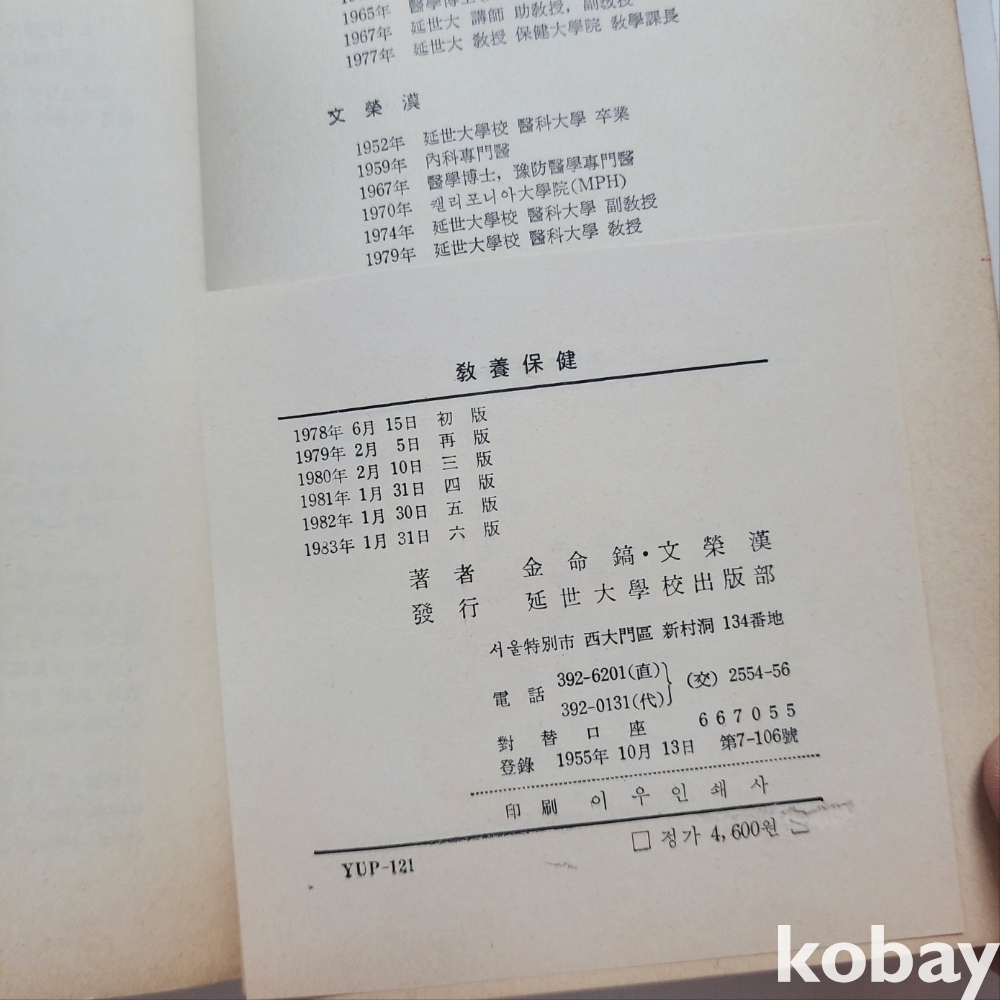 1965年 醫學博士
1967年 延世大 講師 助敎授, 副敎授
1977年 延世大 敎授 保健大學院 敎學課長
文榮漢
1952年 延世大學校 醫科大學 卒業
1959年 內科專門醫
1967年 醫學博士, 豫防醫學專門醫
1970年 캘리포니아大學院(MPH)
1974年 延世大學校 醫科大學 副敎授
1979年 延世大學校 醫科大學 敎授
敎養保健
1978年 6月 15日 初版
1979年 2月 5日 再版
1980年 2月 10日 三版
1981年 1月 31日 四版
1982年 1月 30日 五版
1983年 1月 31日 六版
著者 金命鎬·文榮漢
發行 延世大學校出版部
서울特別市 西大門區 新村洞 134番地
電話 392-6201(直) (交) 2554-56
392-0131(代)
對替口座 667055
登錄 1955年 10月 13日 第7-106號
印刷 이우인쇄사
□ 정가 4,600원 □
YUP-121
kobay